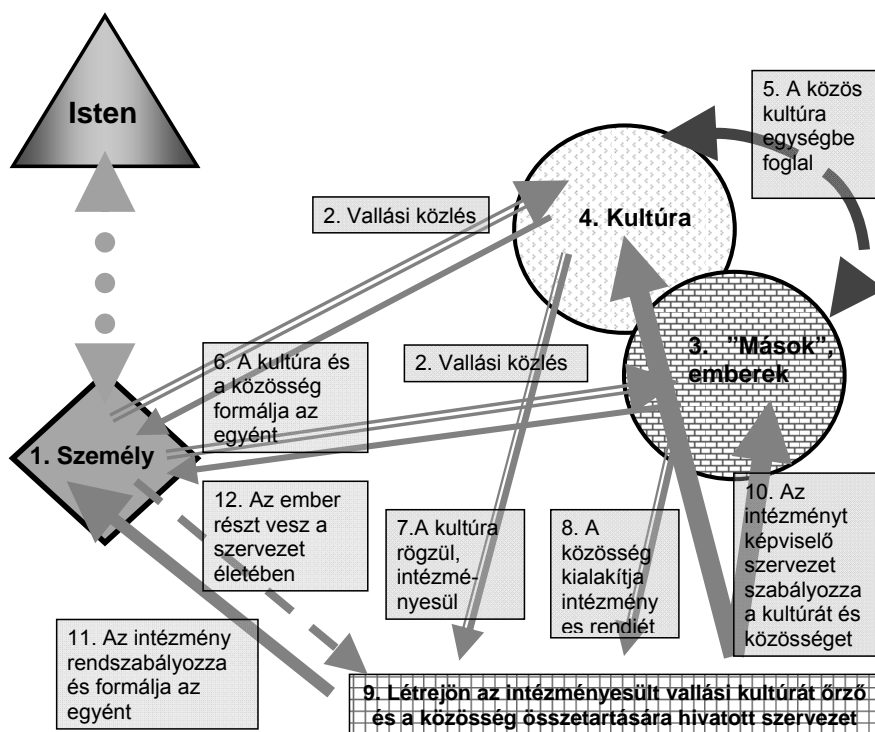 Isten
5. A közös
kultúra
egységbe
foglal
2. Vallási közlés
4. Kultúra
6. A kultúra és
a közösség
formálja az
egyént
2. Vallási közlés
3. "Mások",
emberek
1. Személy
12. Az ember
részt vesz a
szervezet
életében
7.A kultúra
rögzül,
intézmé-
nyesül
8. A
közösség
kialakítja
intézmény
es rendjét
10. Az
intézményt
képviselő
szervezet
szabályozza
a kultúrát és
közösséget
11. Az intézmény
rendszabályozza
és formálja az
egyént
9. Létrejön az intézményesült vallási kultúrát őrző
és a közösség összetartására hivatott szervezet